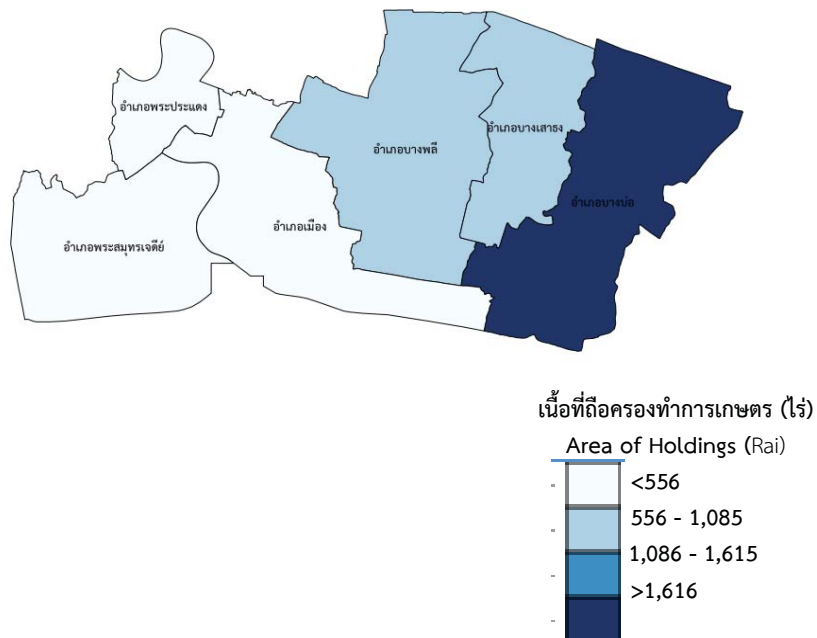 อำเภอพระประแดง
อำเภอบางเสาธง
อำเภอบางพลี
อำเภอบางบ่อ
อำเภอเมือง
อำเภอพระสมุทรเจดีย์
เนื้อที่ถือครองทำการเกษตร (ไร่)
Area of Holdings (Rai)
<556
556 - 1,085
1,086 - 1,615
>1,616